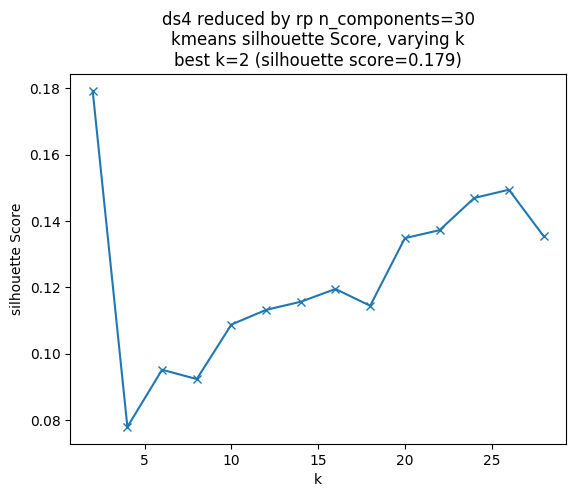 ds4 reduced by rp n_components=30
kmeans silhouette Score, varying k
best k=2 (silhouette score=0.179)
0.18
0.16
0.14
0.12
0.10
0.08
silhouette Score
5
10
15
20
25
k